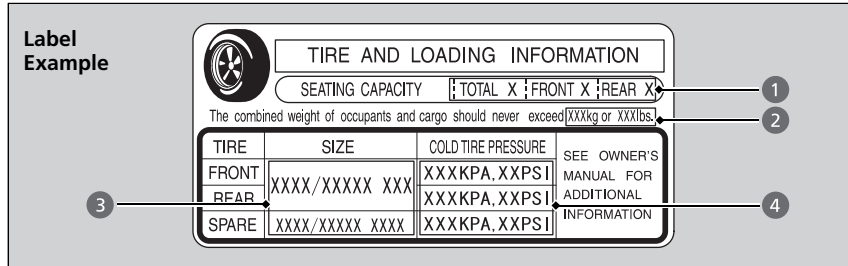 Label
Example
TIRE AND LOADING INFORMATION
SEATING CAPACITY TOTAL X FRONT X REAR X
1
The combined weight of occupants and cargo should never exceed XXXkg or XXXlbs.
2
TIRE SIZE COLD TIRE PRESSURE
SEE OWNER'S
MANUAL FOR
ADDITIONAL
INFORMATION
FRONT XXXX/XXXXX XXX XXXKPA,XXPSI
REAR XXXKPA,XXPSI
SPARE XXXX/XXXXX XXXX XXXKPA,XXPSI
3
4